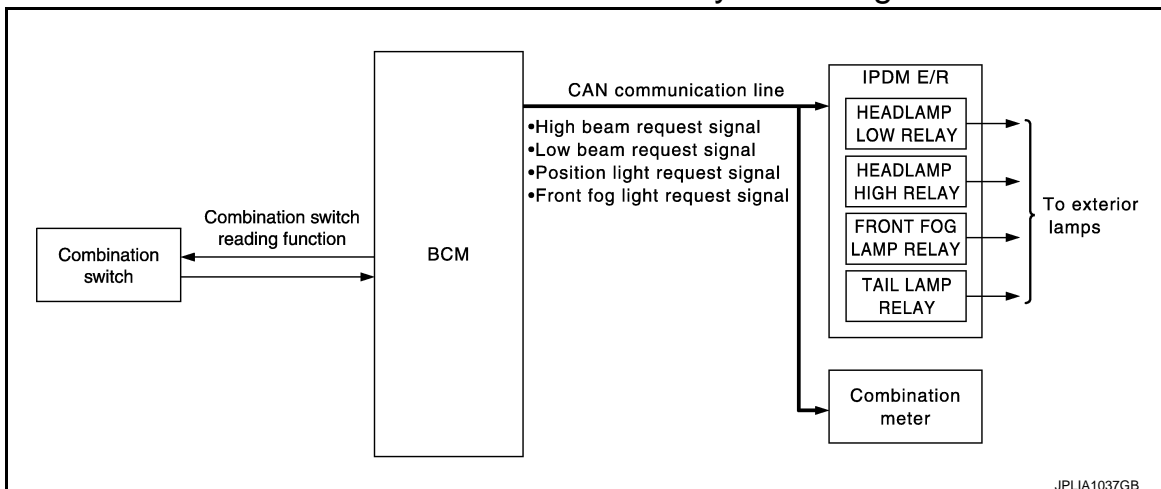 CAN communication line
•High beam request signal
•Low beam request signal
•Position light request signal
•Front fog light request signal
Combination switch
reading function
Combination
switch
BCM
IPDM E/R
HEADLAMP
LOW RELAY
HEADLAMP
HIGH RELAY
FRONT FOG
LAMP RELAY
TAIL LAMP
RELAY
To exterior
lamps
Combination
meter
JPLIA1037GB